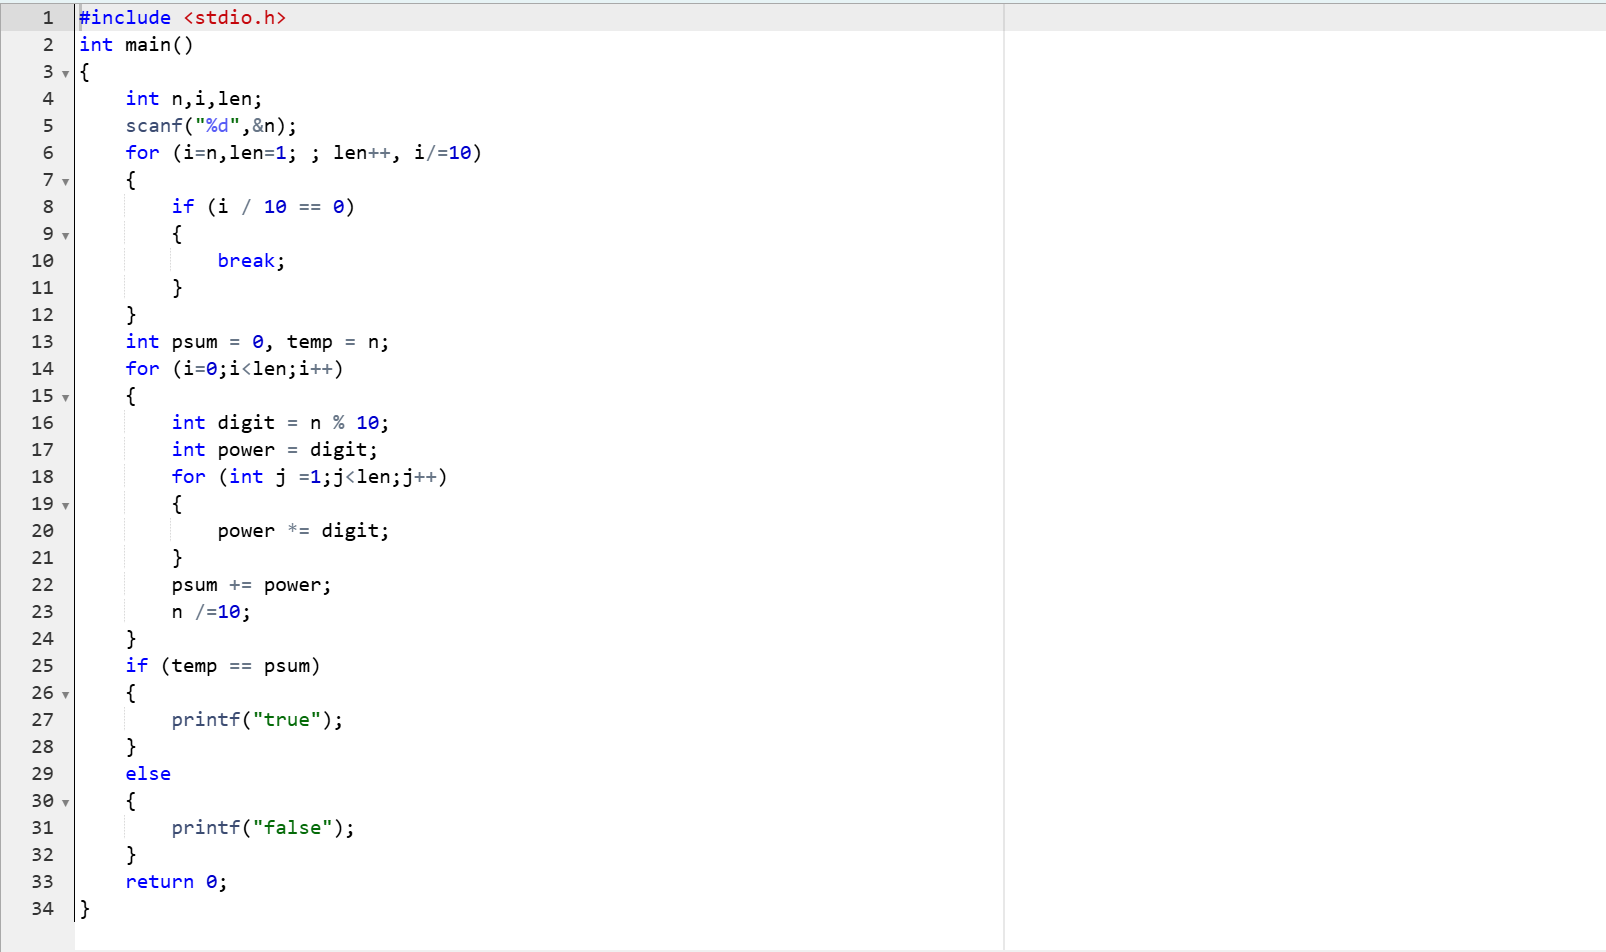 1 #include <stdio.h>
2 int main()
3 {
4     int n,i,len;
5     scanf("%d",&n);
6     for (i=n,len=1; ; len++, i/=10)
7     {
8         if (i / 10 == 0)
9         {
10             break;
11         }
12     }
13     int psum = 0, temp = n;
14     for (i=0;i<len;i++)
15     {
16         int digit = n % 10;
17         int power = digit;
18         for (int j =1;j<len;j++)
19         {
20             power *= digit;
21         }
22         psum += power;
23         n /=10;
24     }
25     if (temp == psum)
26     {
27         printf("true");
28     }
29     else
30     {
31         printf("false");
32     }
33     return 0;
34 }